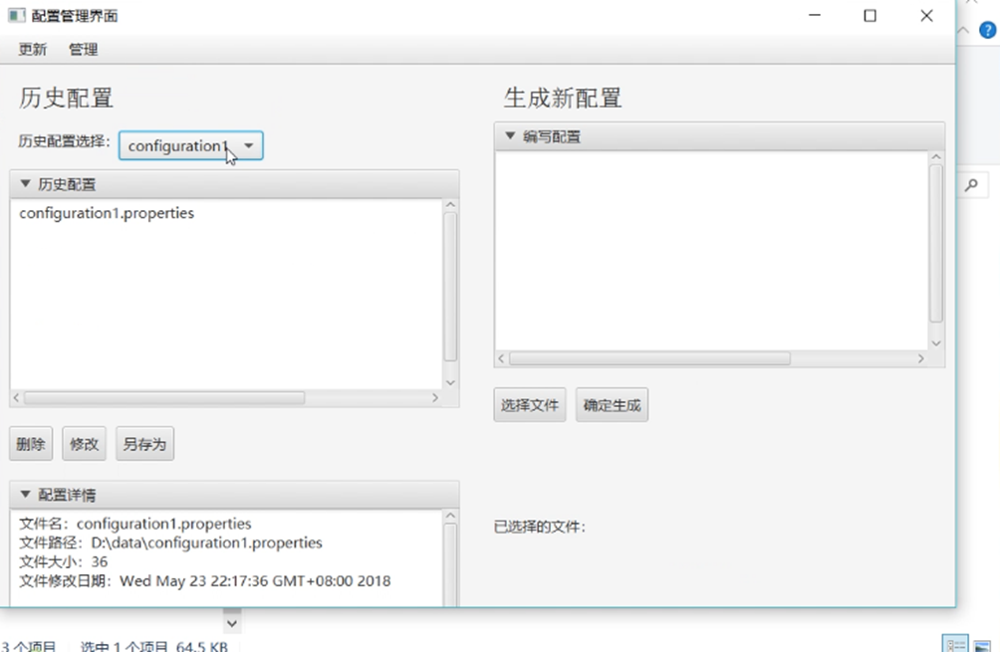 配置管理界面
更新 管理
历史配置
历史配置选择: configuration1
历史配置
configuration1.properties
删除 修改 另存为
配置详情
文件名: configuration1.properties
文件路径: D:\data\configuration1.properties
文件大小: 36
文件修改日期: Wed May 23 22:17:36 GMT+08:00 2018
生成新配置
编写配置
选择文件 确定生成
已选择的文件:
3 个项目 选中 1 个项目 64.5 KB